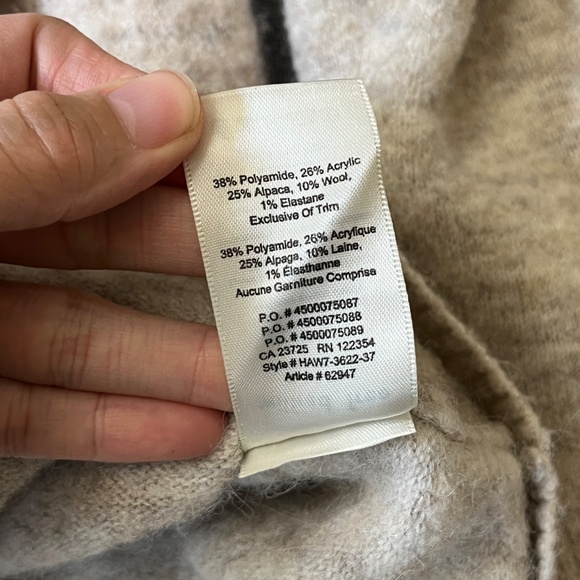 38% Polyamide, 26% Acrylic
25% Alpaca, 10% Wool,
1% Elastane
Exclusive Of Trim
38% Polyamide, 26% Acrylique
25% Alpaga, 10% Laine,
1% Élasthanne
Aucune Garniture Comprise
P.O. # 4500075087
P.O. # 4500075088
P.O. # 4500075089
CA 23725 RN 122354
Style # HAW7-3622-37
Article # 62947